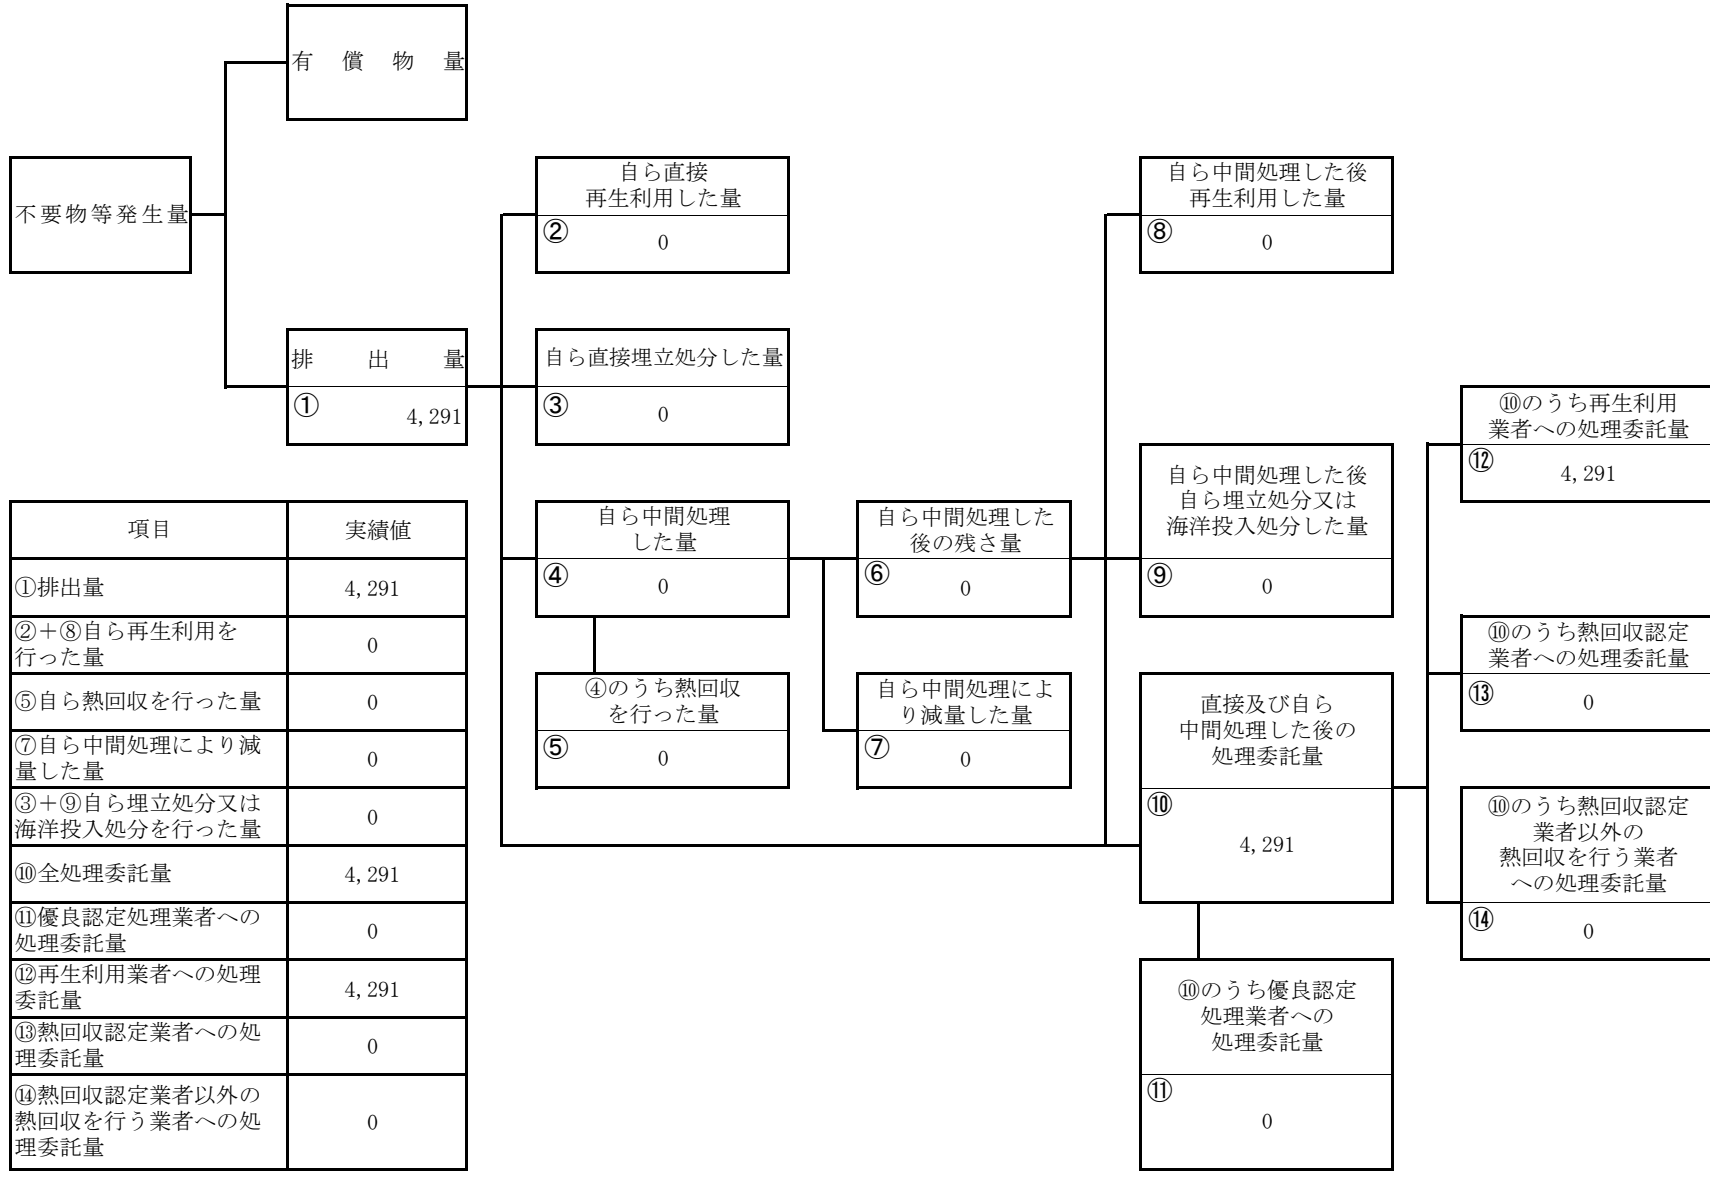 有償物量
不要物等発生量
排出量
①
4,291
自ら直接
再生利用した量
②
0
自ら直接埋立処分した量
③
0
自ら中間処理
した量
④
0
④のうち熱回収
を行った量
⑤
0
自ら中間処理した
後の残さ量
⑥
0
自ら中間処理によ
り減量した量
⑦
0
自ら中間処理した後
再生利用した量
⑧
0
自ら中間処理した後
自ら埋立処分又は
海洋投入処分した量
⑨
0
直接及び自ら
中間処理した後の
処理委託量
⑩
4,291
⑩のうち優良認定
処理業者への
処理委託量
⑪
0
⑩のうち再生利用
業者への処理委託量
⑫
4,291
⑩のうち熱回収認定
業者への処理委託量
⑬
0
⑩のうち熱回収認定
業者以外の
熱回収を行う業者
への処理委託量
⑭
0
項目 実績値
①排出量 4,291
②＋⑧自ら再生利用を
行った量 0
⑤自ら熱回収を行った量 0
⑦自ら中間処理により減
量した量 0
③＋⑨自ら埋立処分又は
海洋投入処分を行った量 0
⑩全処理委託量 4,291
⑪優良認定処理業者への
処理委託量 0
⑫再生利用業者への処理
委託量 4,291
⑬熱回収認定業者への処
理委託量 0
⑭熱回収認定業者以外の
熱回収を行う業者への処
理委託量 0